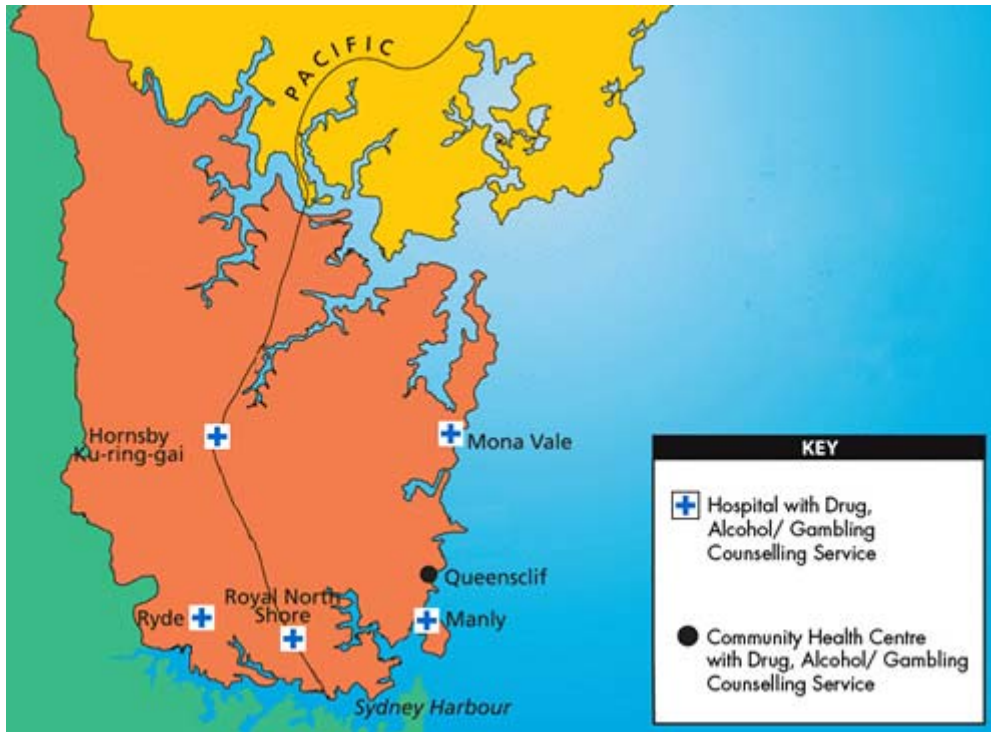 PACIFIC
Hornsby
Ku-ring-gai
Mona Vale
Queensclif
Royal North
Shore
Ryde
Manly
Sydney Harbour
KEY
Hospital with Drug,
Alcohol/ Gambling
Counselling Service
Community Health Centre
with Drug, Alcohol/ Gambling
Counselling Service